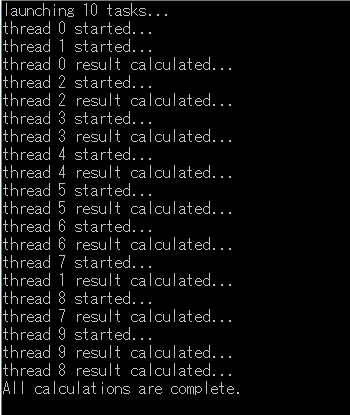 launching 10 tasks...
thread 0 started...
thread 1 started...
thread 0 result calculated...
thread 2 started...
thread 2 result calculated...
thread 3 started...
thread 3 result calculated...
thread 4 started...
thread 4 result calculated...
thread 5 started...
thread 5 result calculated...
thread 6 started...
thread 6 result calculated...
thread 7 started...
thread 1 result calculated...
thread 8 started...
thread 7 result calculated...
thread 9 started...
thread 9 result calculated...
thread 8 result calculated...
All calculations are complete.